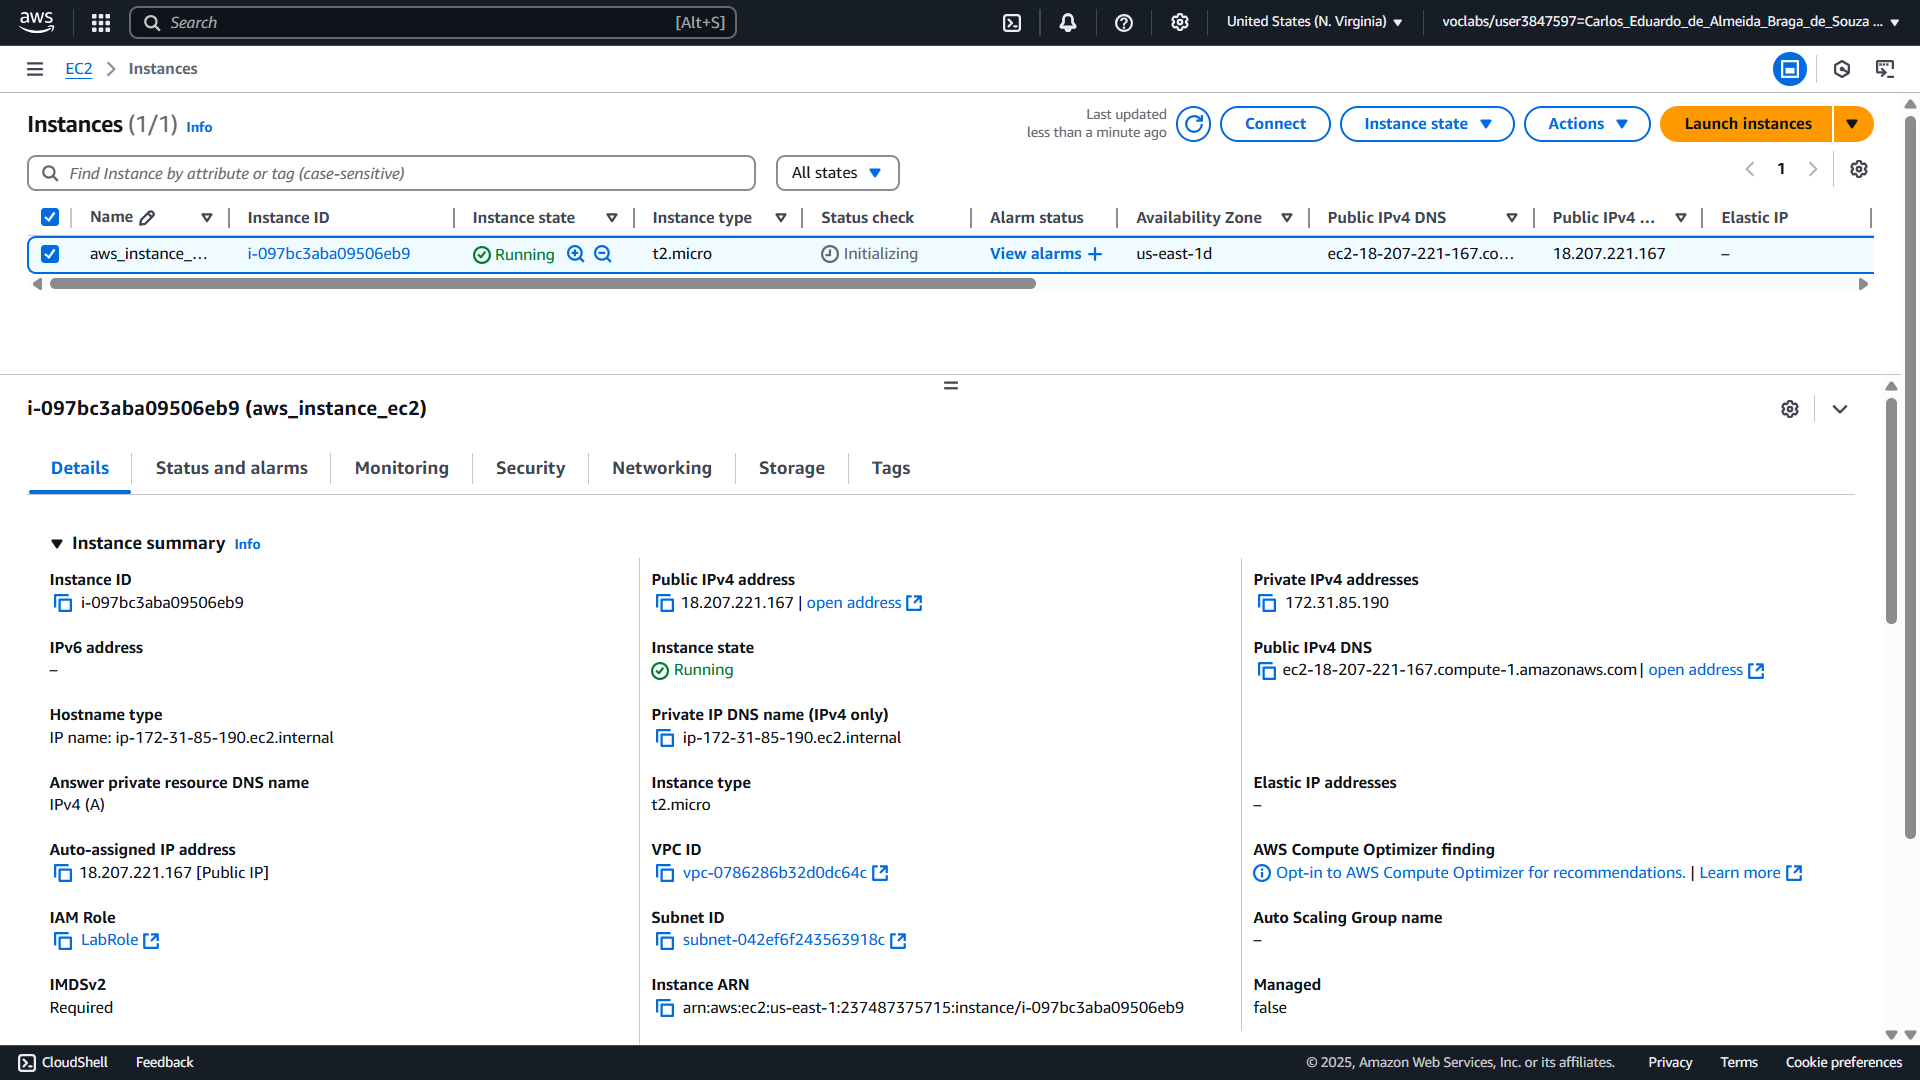 aws
Search [Alt+S]
United States (N. Virginia)
voclabs/user3847597=Carlos_Eduardo_de_Almeida_Braga_de_Souza ...
EC2 Instances
Instances (1/1) Info
Last updated
less than a minute ago
Connect
Instance state
Actions
Launch instances
Find Instance by attribute or tag (case-sensitive)
All states
1
Name Instance ID Instance state Instance type Status check Alarm status Availability Zone Public IPv4 DNS Public IPv4 ... Elastic IP
aws_instance_... i-097bc3aba09506eb9 Running t2.micro Initializing View alarms + us-east-1d ec2-18-207-221-167.co... 18.207.221.167 –
i-097bc3aba09506eb9 (aws_instance_ec2)
Details Status and alarms Monitoring Security Networking Storage Tags
Instance summary Info
Instance ID
i-097bc3aba09506eb9
Public IPv4 address
18.207.221.167 | open address
Private IPv4 addresses
172.31.85.190
IPv6 address
–
Instance state
Running
Public IPv4 DNS
ec2-18-207-221-167.compute-1.amazonaws.com | open address
Hostname type
IP name: ip-172-31-85-190.ec2.internal
Private IP DNS name (IPv4 only)
ip-172-31-85-190.ec2.internal
Answer private resource DNS name
IPv4 (A)
Instance type
t2.micro
Elastic IP addresses
–
Auto-assigned IP address
18.207.221.167 [Public IP]
VPC ID
vpc-0786286b32d0dc64c
AWS Compute Optimizer finding
Opt-in to AWS Compute Optimizer for recommendations. | Learn more
IAM Role
LabRole
Subnet ID
subnet-042ef6f243563918c
Auto Scaling Group name
–
IMDSv2
Required
Instance ARN
arn:aws:ec2:us-east-1:237487375715:instance/i-097bc3aba09506eb9
Managed
false
CloudShell Feedback
© 2025, Amazon Web Services, Inc. or its affiliates. Privacy Terms Cookie preferences